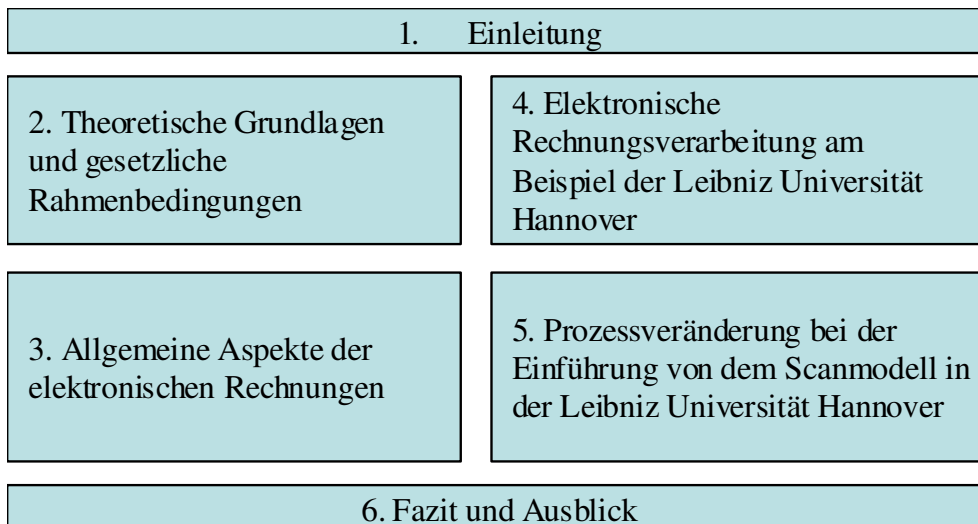 1. Einleitung
2. Theoretische Grundlagen
und gesetzliche
Rahmenbedingungen
3. Allgemeine Aspekte der
elektronischen Rechnungen
4. Elektronische
Rechnungsverarbeitung am
Beispiel der Leibniz Universität
Hannover
5. Prozessveränderung bei der
Einführung von dem Scanmodell in
der Leibniz Universität Hannover
6. Fazit und Ausblick